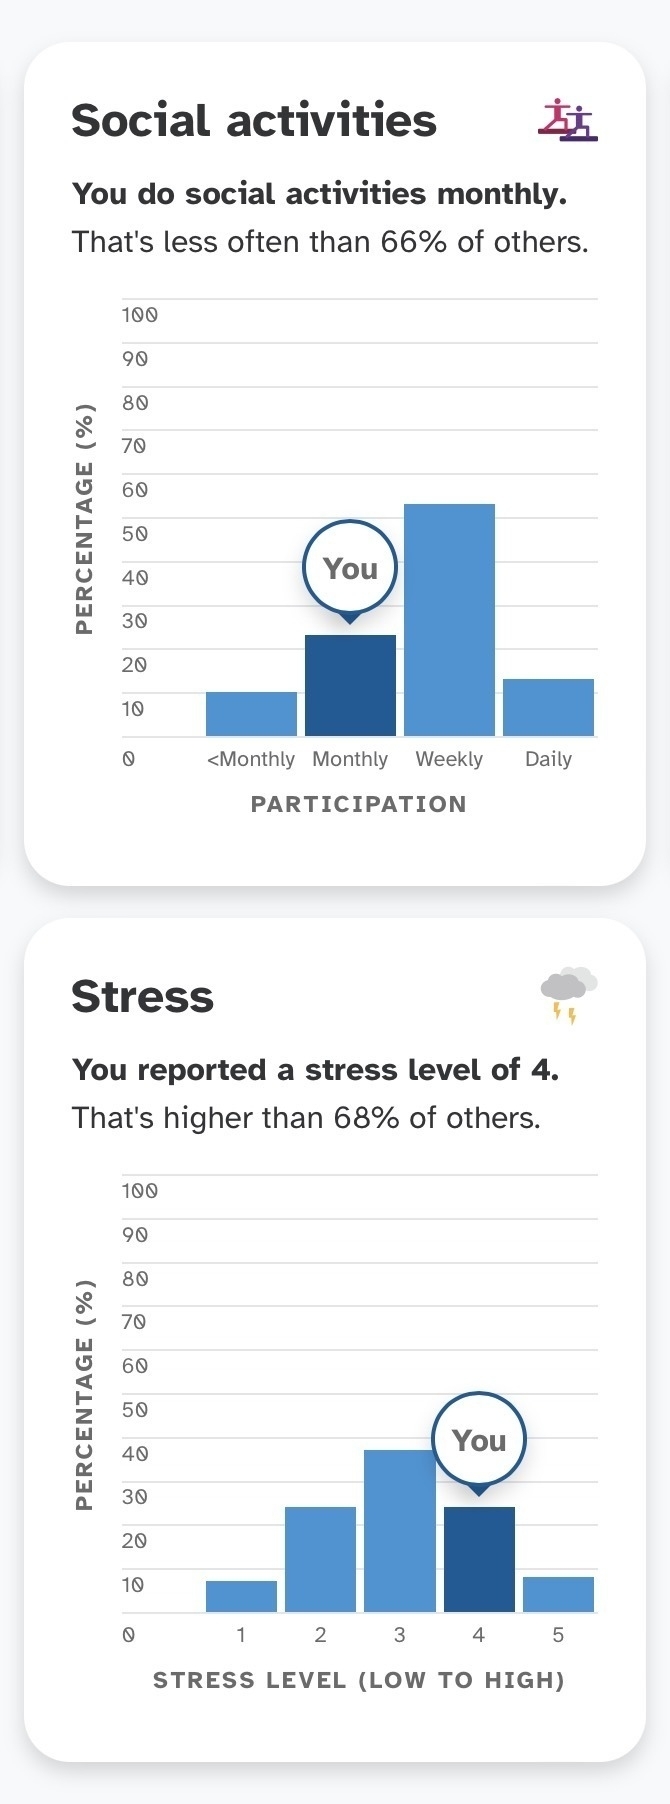 Social activities
You do social activities monthly.
That's less often than 66% of others.
PERCENTAGE (%)
100
90
80
70
60
50
40
30
20
10
0
You
<Monthly Monthly Weekly Daily
PARTICIPATION
Stress
You reported a stress level of 4.
That's higher than 68% of others.
PERCENTAGE (%)
100
90
80
70
60
50
40
30
20
10
0
You
1 2 3 4 5
STRESS LEVEL (LOW TO HIGH)